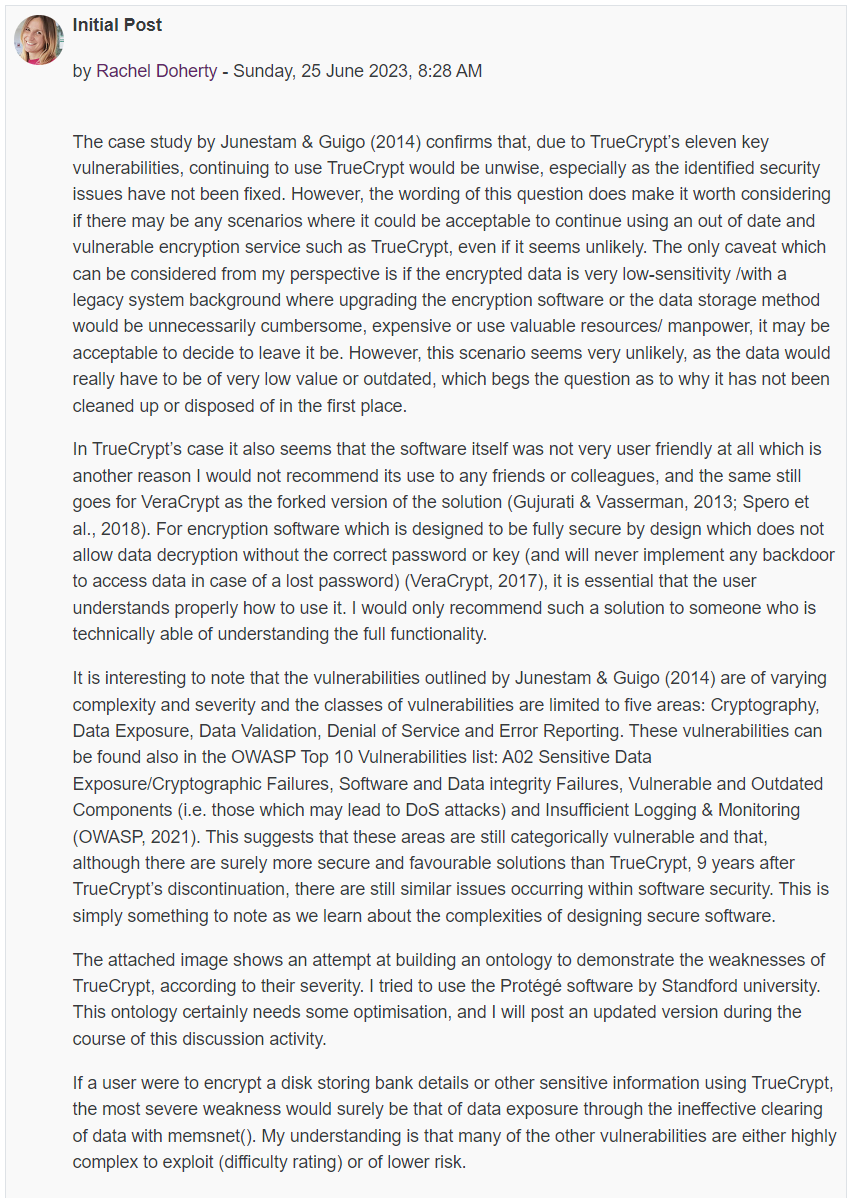 Initial Post
by Rachel Doherty - Sunday, 25 June 2023, 8:28 AM
The case study by Junestam & Guigo (2014) confirms that, due to TrueCrypt’s eleven key
vulnerabilities, continuing to use TrueCrypt would be unwise, especially as the identified security
issues have not been fixed. However, the wording of this question does make it worth considering
if there may be any scenarios where it could be acceptable to continue using an out of date and
vulnerable encryption service such as TrueCrypt, even if it seems unlikely. The only caveat which
can be considered from my perspective is if the encrypted data is very low-sensitivity /with a
legacy system background where upgrading the encryption software or the data storage method
would be unnecessarily cumbersome, expensive or use valuable resources/ manpower, it may be
acceptable to decide to leave it be. However, this scenario seems very unlikely, as the data would
really have to be of very low value or outdated, which begs the question as to why it has not been
cleaned up or disposed of in the first place.
In TrueCrypt’s case it also seems that the software itself was not very user friendly at all which is
another reason I would not recommend its use to any friends or colleagues, and the same still
goes for VeraCrypt as the forked version of the solution (Gujurati & Vasserman, 2013; Spero et
al., 2018). For encryption software which is designed to be fully secure by design which does not
allow data decryption without the correct password or key (and will never implement any backdoor
to access data in case of a lost password) (VeraCrypt, 2017), it is essential that the user
understands properly how to use it. I would only recommend such a solution to someone who is
technically able of understanding the full functionality.
It is interesting to note that the vulnerabilities outlined by Junestam & Guigo (2014) are of varying
complexity and severity and the classes of vulnerabilities are limited to five areas: Cryptography,
Data Exposure, Data Validation, Denial of Service and Error Reporting. These vulnerabilities can
be found also in the OWASP Top 10 Vulnerabilities list: A02 Sensitive Data
Exposure/Cryptographic Failures, Software and Data integrity Failures, Vulnerable and Outdated
Components (i.e. those which may lead to DoS attacks) and Insufficient Logging & Monitoring
(OWASP, 2021). This suggests that these areas are still categorically vulnerable and that,
although there are surely more secure and favourable solutions than TrueCrypt, 9 years after
TrueCrypt’s discontinuation, there are still similar issues occurring within software security. This is
simply something to note as we learn about the complexities of designing secure software.
The attached image shows an attempt at building an ontology to demonstrate the weaknesses of
TrueCrypt, according to their severity. I tried to use the Protégé software by Standford university.
This ontology certainly needs some optimisation, and I will post an updated version during the
course of this discussion activity.
If a user were to encrypt a disk storing bank details or other sensitive information using TrueCrypt,
the most severe weakness would surely be that of data exposure through the ineffective clearing
of data with memsnet(). My understanding is that many of the other vulnerabilities are either highly
complex to exploit (difficulty rating) or of lower risk.